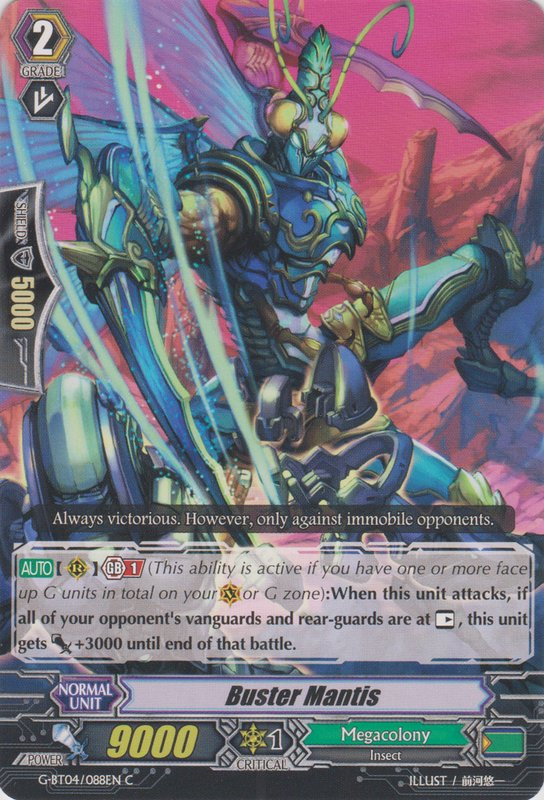 2
GRADE
SHIELD
5000
Always victorious. However, only against immobile opponents.
AUTO [ R ] GB 1 (This ability is active if you have one or more face
up G units in total on your V or G zone):When this unit attacks, if
all of your opponent's vanguards and rear-guards are at , this unit
gets +3000 until end of that battle.
NORMAL
UNIT
Buster Mantis
POWER
9000
1
CRITICAL
Megacolony
Insect
G-BT04/088EN C
ILLUST / 前河悠一